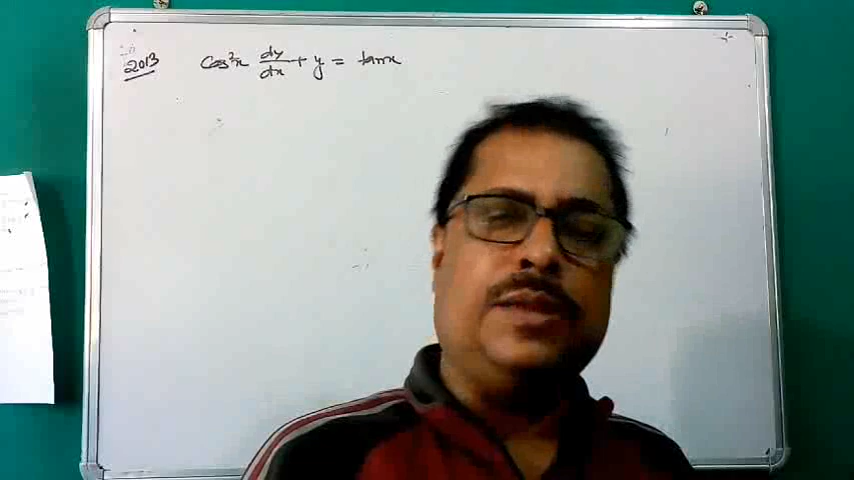 2013 cos²x dy/dx + y = tanx